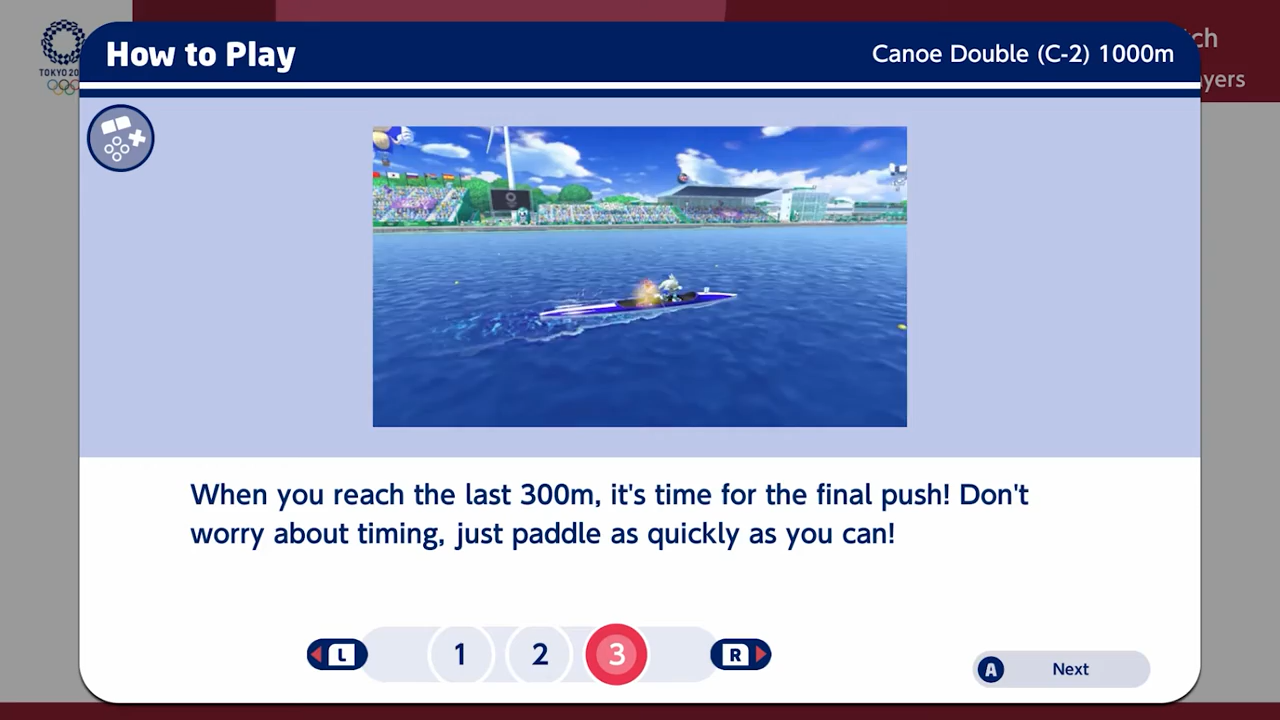 TOKYO 20
How to Play
Canoe Double (C-2) 1000m
ch
yers
When you reach the last 300m, it's time for the final push! Don't
worry about timing, just paddle as quickly as you can!
L
1
2
3
R
A
Next